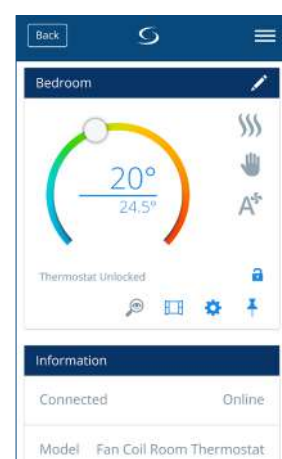 Back
Bedroom
20°
24.5°
A
Thermostat Unlocked
Information
Connected Online
Model Fan Coil Room Thermostat